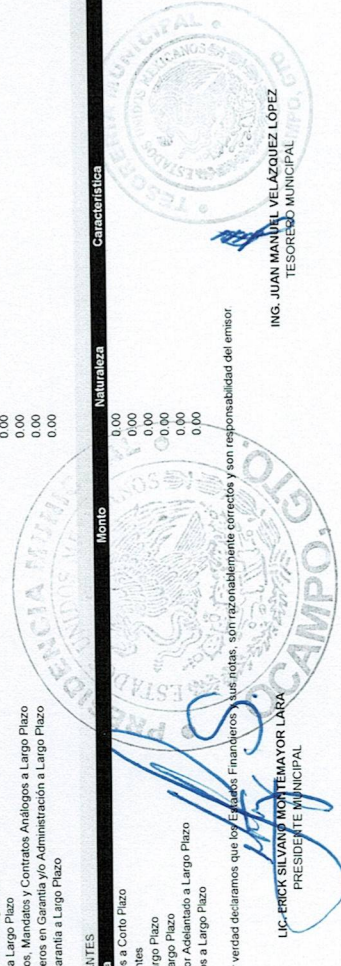 a Largo Plazo
0.00
os, Mandatos y Contratos Análogos a Largo Plazo 0.00
eros en Garantía y/o Administración a Largo Plazo 0.00
arantía a Largo Plazo 0.00
NTES
Monto Naturaleza Característica
s a Corto Plazo 0.00
ntes 0.00
rgo Plazo 0.00
argo Plazo 0.00
or Adelantado a Largo Plazo 0.00
s a Largo Plazo 0.00
verdad declaramos que los Estados Financieros y sus notas, son razonablemente correctos y son responsabilidad del emisor.
LIC. ERICK SILVANO MONTEMAYOR LARA
PRESIDENTE MUNICIPAL
ING. JUAN MANUEL VELÁZQUEZ LÓPEZ
TESORERO MUNICIPAL
PRESIDENCIA MUNICIPAL
OCAMPO, GTO.
TESORERIA MUNICIPAL
ESTADOS UNIDOS MEXICANOS
OCAMPO, GTO